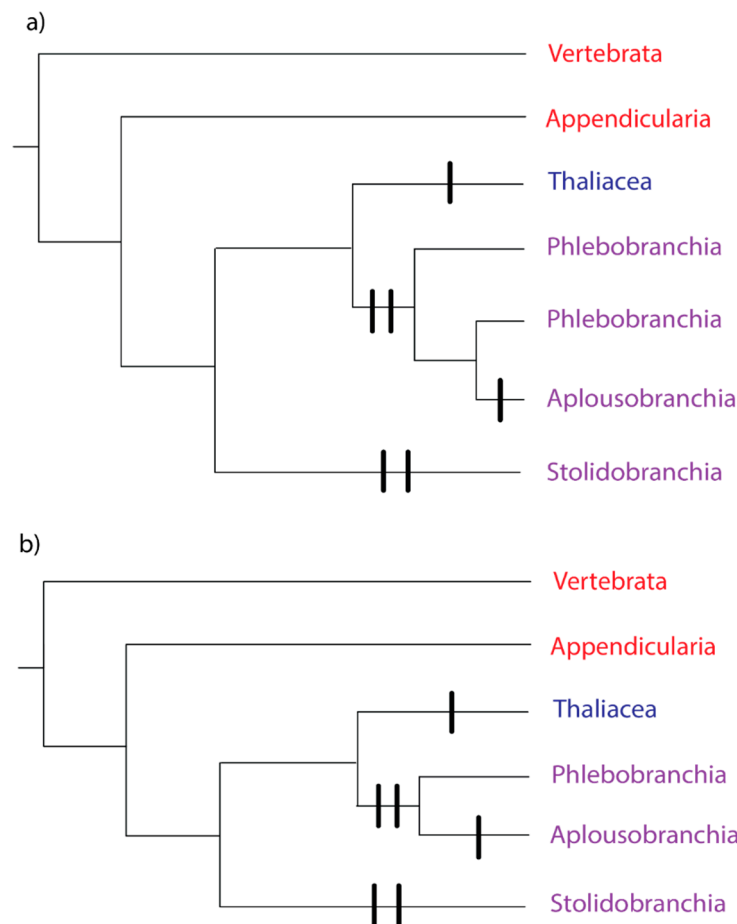 a)
Vertebrata
Appendicularia
Thaliacea
Phlebobranchia
Phlebobranchia
Aplousobranchia
Stolidobranchia
b)
Vertebrata
Appendicularia
Thaliacea
Phlebobranchia
Aplousobranchia
Stolidobranchia